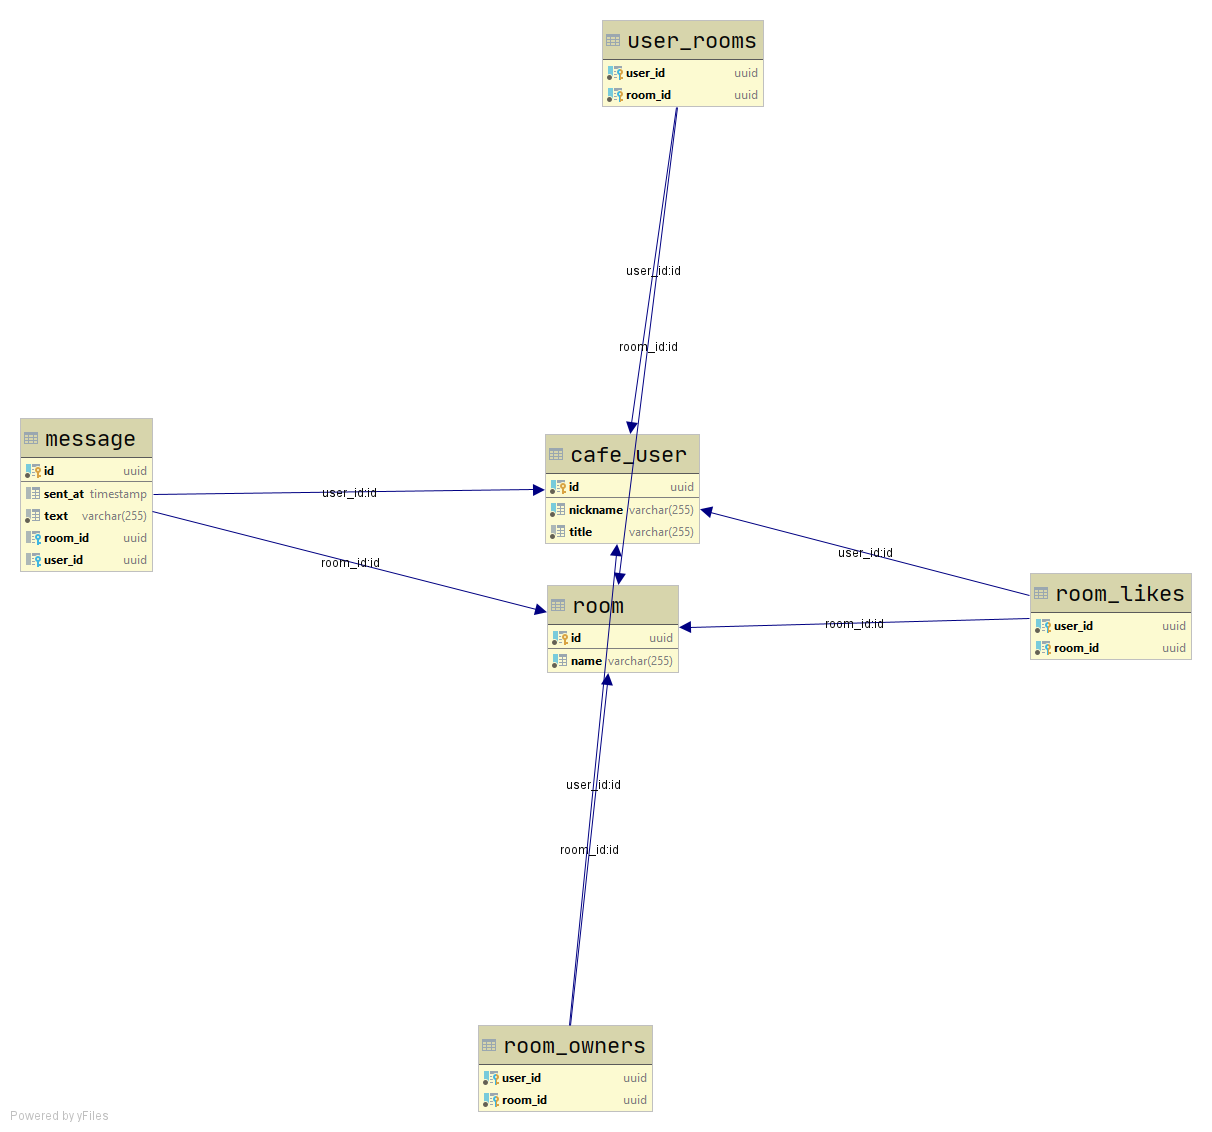 user_rooms
user_id uuid
room_id uuid
user_id:id
room_id:id
message
id uuid
sent_at timestamp
text varchar(255)
room_id uuid
user_id uuid
user_id:id
room_id:id
cafe_user
id uuid
nickname varchar(255)
title varchar(255)
user_id:id
room_id:id
room
id uuid
name varchar(255)
room_likes
user_id uuid
room_id uuid
user_id:id
room_id:id
room_owners
user_id uuid
room_id uuid
Powered by yFiles